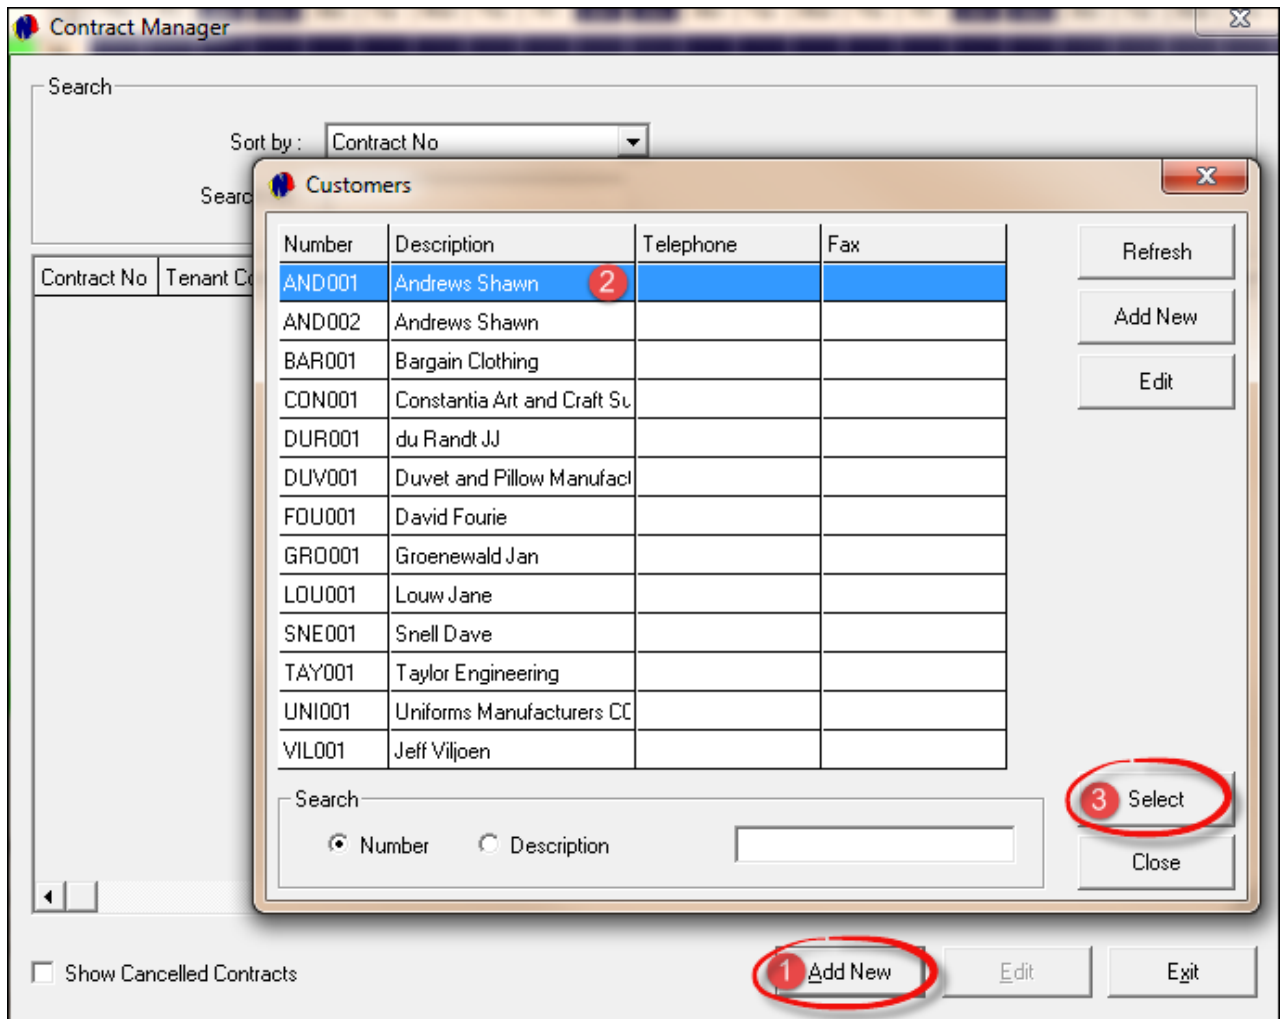 Contract Manager
Search
Sort by : Contract No
Searc
Contract No Tenant Co
Customers
Number Description Telephone Fax
AND001 Andrews Shawn 2
AND002 Andrews Shawn
BAR001 Bargain Clothing
CON001 Constantia Art and Craft Su
DUR001 du Randt JJ
DUV001 Duvet and Pillow Manufact
FOU001 David Fourie
GRO001 Groenewald Jan
LOU001 Louw Jane
SNE001 Snell Dave
TAY001 Taylor Engineering
UNI001 Uniforms Manufacturers CC
VIL001 Jeff Viljoen
Refresh
Add New
Edit
Search
Number Description
3 Select
Close
Show Cancelled Contracts
1 Add New
Edit
Exit